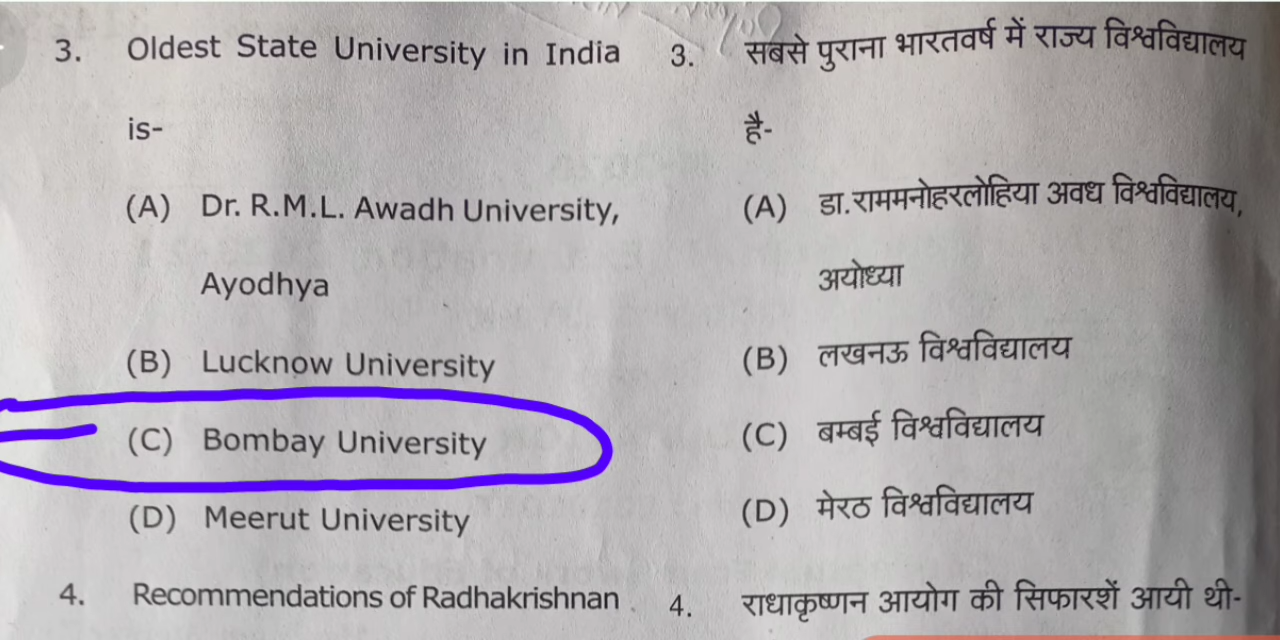 3. Oldest State University in India
is-
(A) Dr. R.M.L. Awadh University,
Ayodhya
(B) Lucknow University
(C) Bombay University
(D) Meerut University
4. Recommendations of Radhakrishnan
3. सबसे पुराना भारतवर्ष में राज्य विश्वविद्यालय
है-
(A) डा.राममनोहरलोहिया अवध विश्वविद्यालय,
अयोध्या
(B) लखनऊ विश्वविद्यालय
(C) बम्बई विश्वविद्यालय
(D) मेरठ विश्वविद्यालय
4. राधाकृष्णन आयोग की सिफारशें आयी थी-